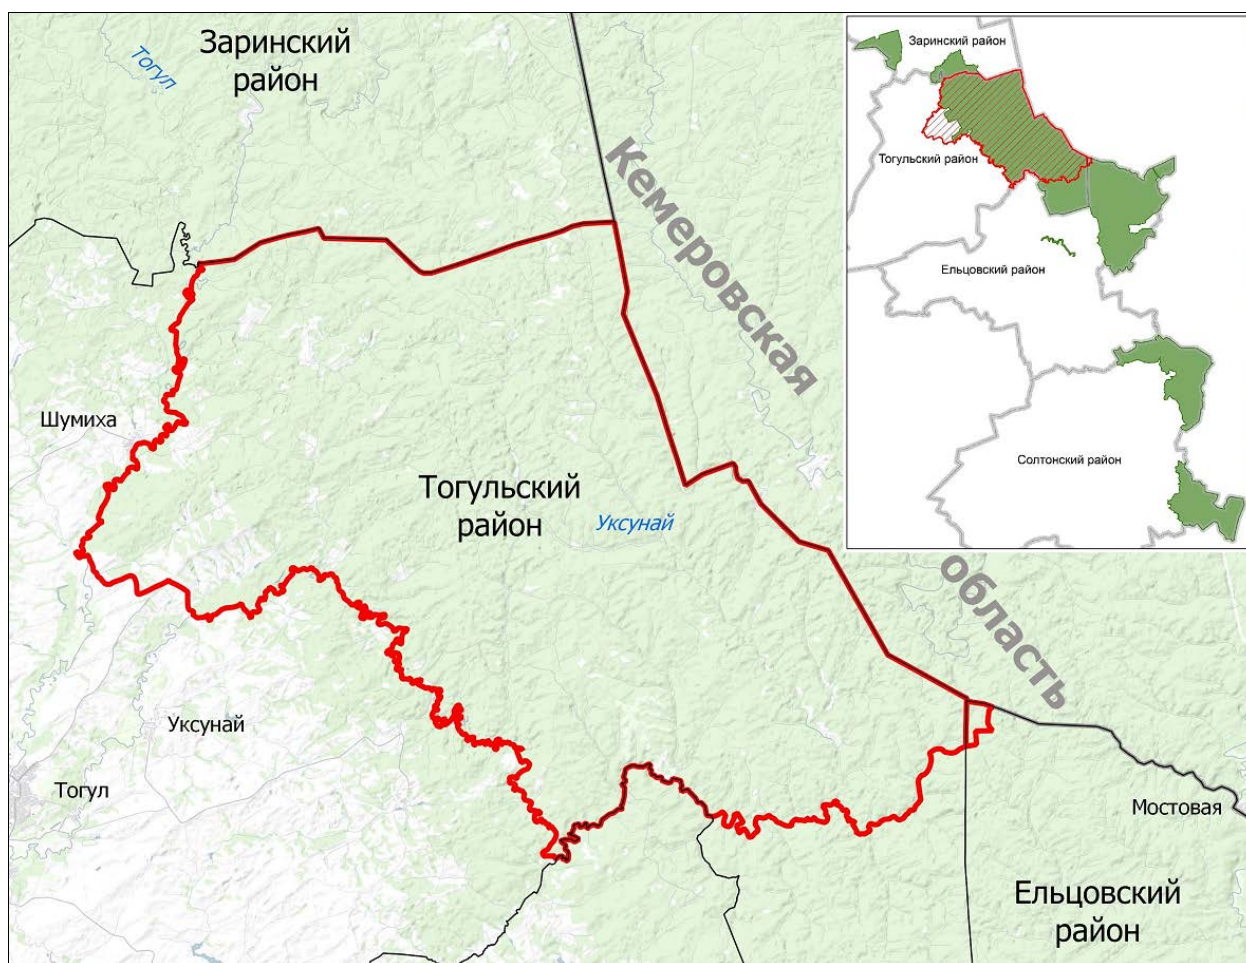 Заринский
район
Тогул
Кемеровская
область
Шумиха
Тогульский
район
Уксунай
Уксунай
Тогул
Мостовая
Ельцовский
район
Заринский район
Тогульский район
Ельцовский район
Солтонский район